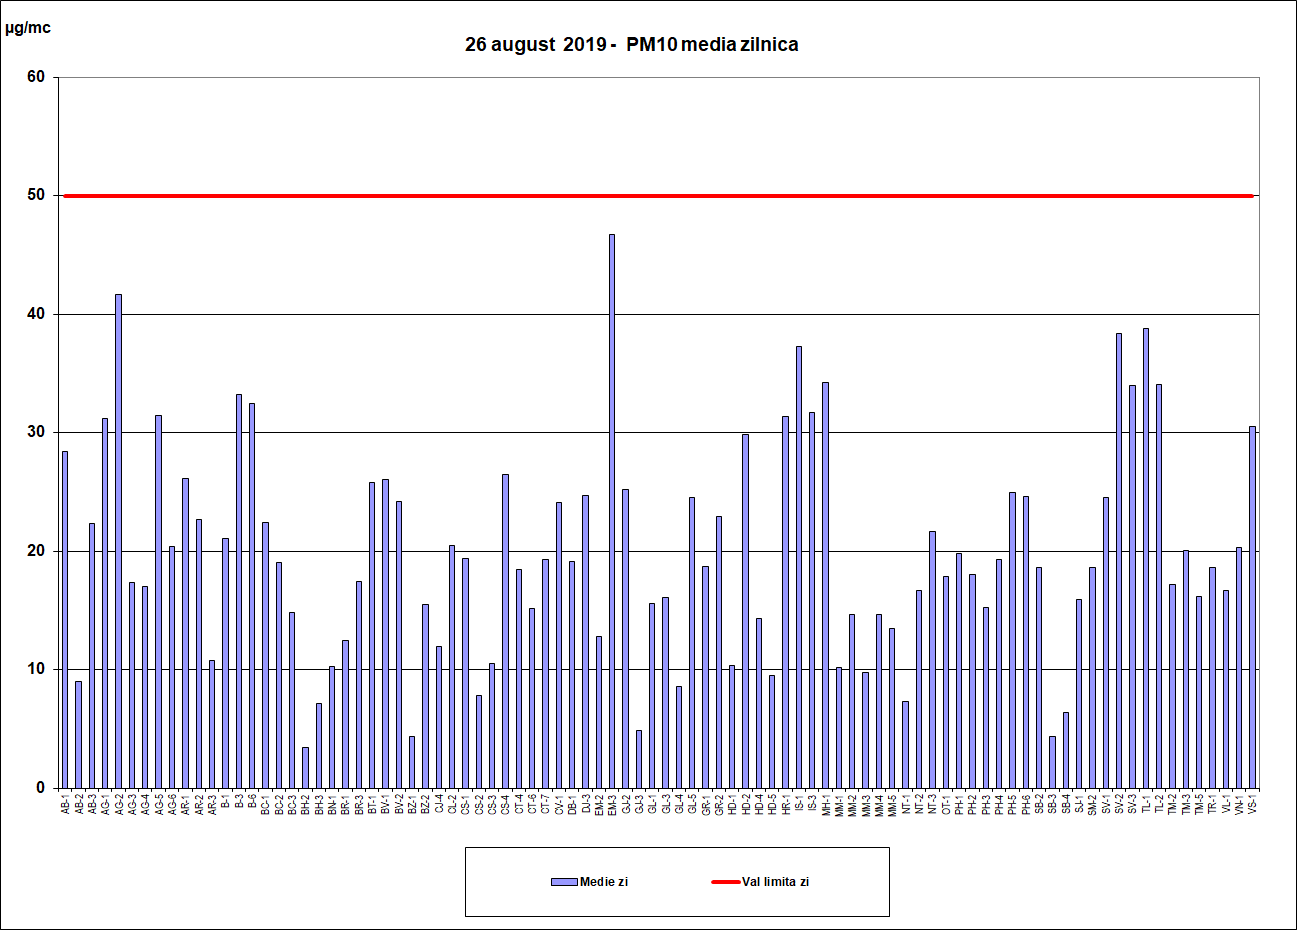 µg/mc
26 august 2019 - PM10 media zilnica
60
50
40
30
20
10
0
AB-1
AB-2
AB-3
AG-1
AG-2
AG-3
AG-4
AG-5
AG-6
AR-1
AR-2
AR-3
B-1
B-3
B-6
BC-1
BC-2
BC-3
BH-2
BH-3
BN-1
BR-1
BR-3
BT-1
BV-1
BV-2
BZ-1
BZ-2
CJ-4
CL-2
CS-1
CS-2
CS-3
CS-4
CT-4
CT-6
CT-7
CV-1
DB-1
DJ-3
EM-2
EM-3
GJ-2
GJ-3
GL-1
GL-3
GL-4
GL-5
GR-1
GR-2
HD-1
HD-2
HD-4
HD-5
HR-1
IS-1
IS-3
MH-1
MM-1
MM-2
MM-3
MM-4
MM-5
NT-1
NT-2
NT-3
OT-1
PH-1
PH-2
PH-3
PH-4
PH-5
PH-6
SB-2
SB-3
SB-4
SJ-1
SM-2
SV-1
SV-2
SV-3
TL-1
TL-2
TM-2
TM-3
TM-5
TR-1
VL-1
VN-1
VS-1
Medie zi
Val limita zi